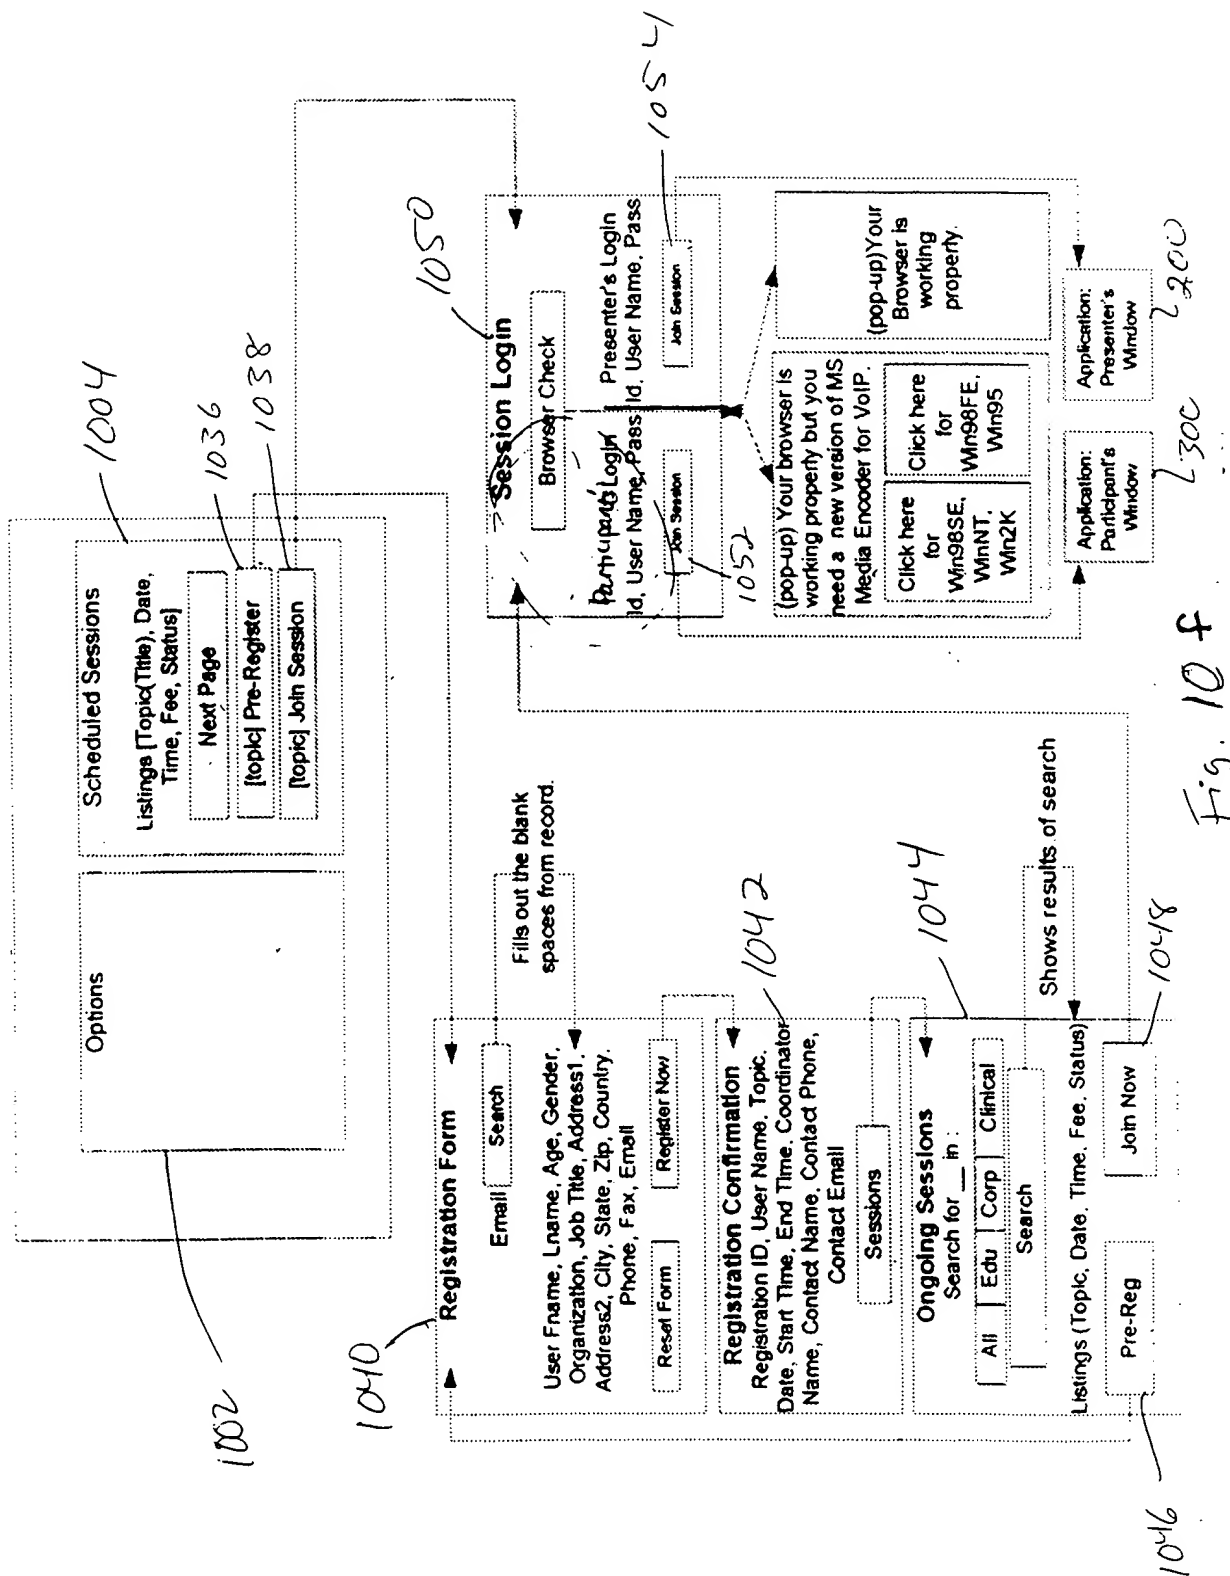 1002
Options
1004
Scheduled Sessions
Listings [Topic(Title), Date,
Time, Fee, Status]
Next Page
[topic] Pre-Register
1036
[topic] Join Session
1038
1040
Registration Form
Email
Search
Fills out the blank
spaces from record.
User Fname, Lname, Age, Gender,
Organization, Job Title, Address1.
Address2, City, State, Zip, Country.
Phone, Fax, Email
Reset Form
Register Now
Registration Confirmation
1042
Registration ID, User Name, Topic.
Date, Start Time, End Time. Coordinator
Name, Contact Name, Contact Phone,
Contact Email
Sessions
Ongoing Sessions
1044
Search for __ in :
All
Edu
Corp
Clinical
Search
Shows results of search
Listings (Topic, Date, Time. Fee. Status)
Pre-Reg
Join Now
1046
1048
1050
Session Login
Browser Check
Participants Login
Id, User Name, Pass
Join Session
1052
Presenter's Login
Id, User Name, Pass
Join Session
1054
(pop-up) Your browser is
working properly but you
need a new version of MS
Media Encoder for VoIP.
Click here
for
Win98SE,
WinNT,
Win2K
Click here
for
Win98FE,
Win95
(pop-up)Your
Browser is
working
properly.
Application:
Participant's
Window
300
Application:
Presenter's
Window
200
Fig. 10 f